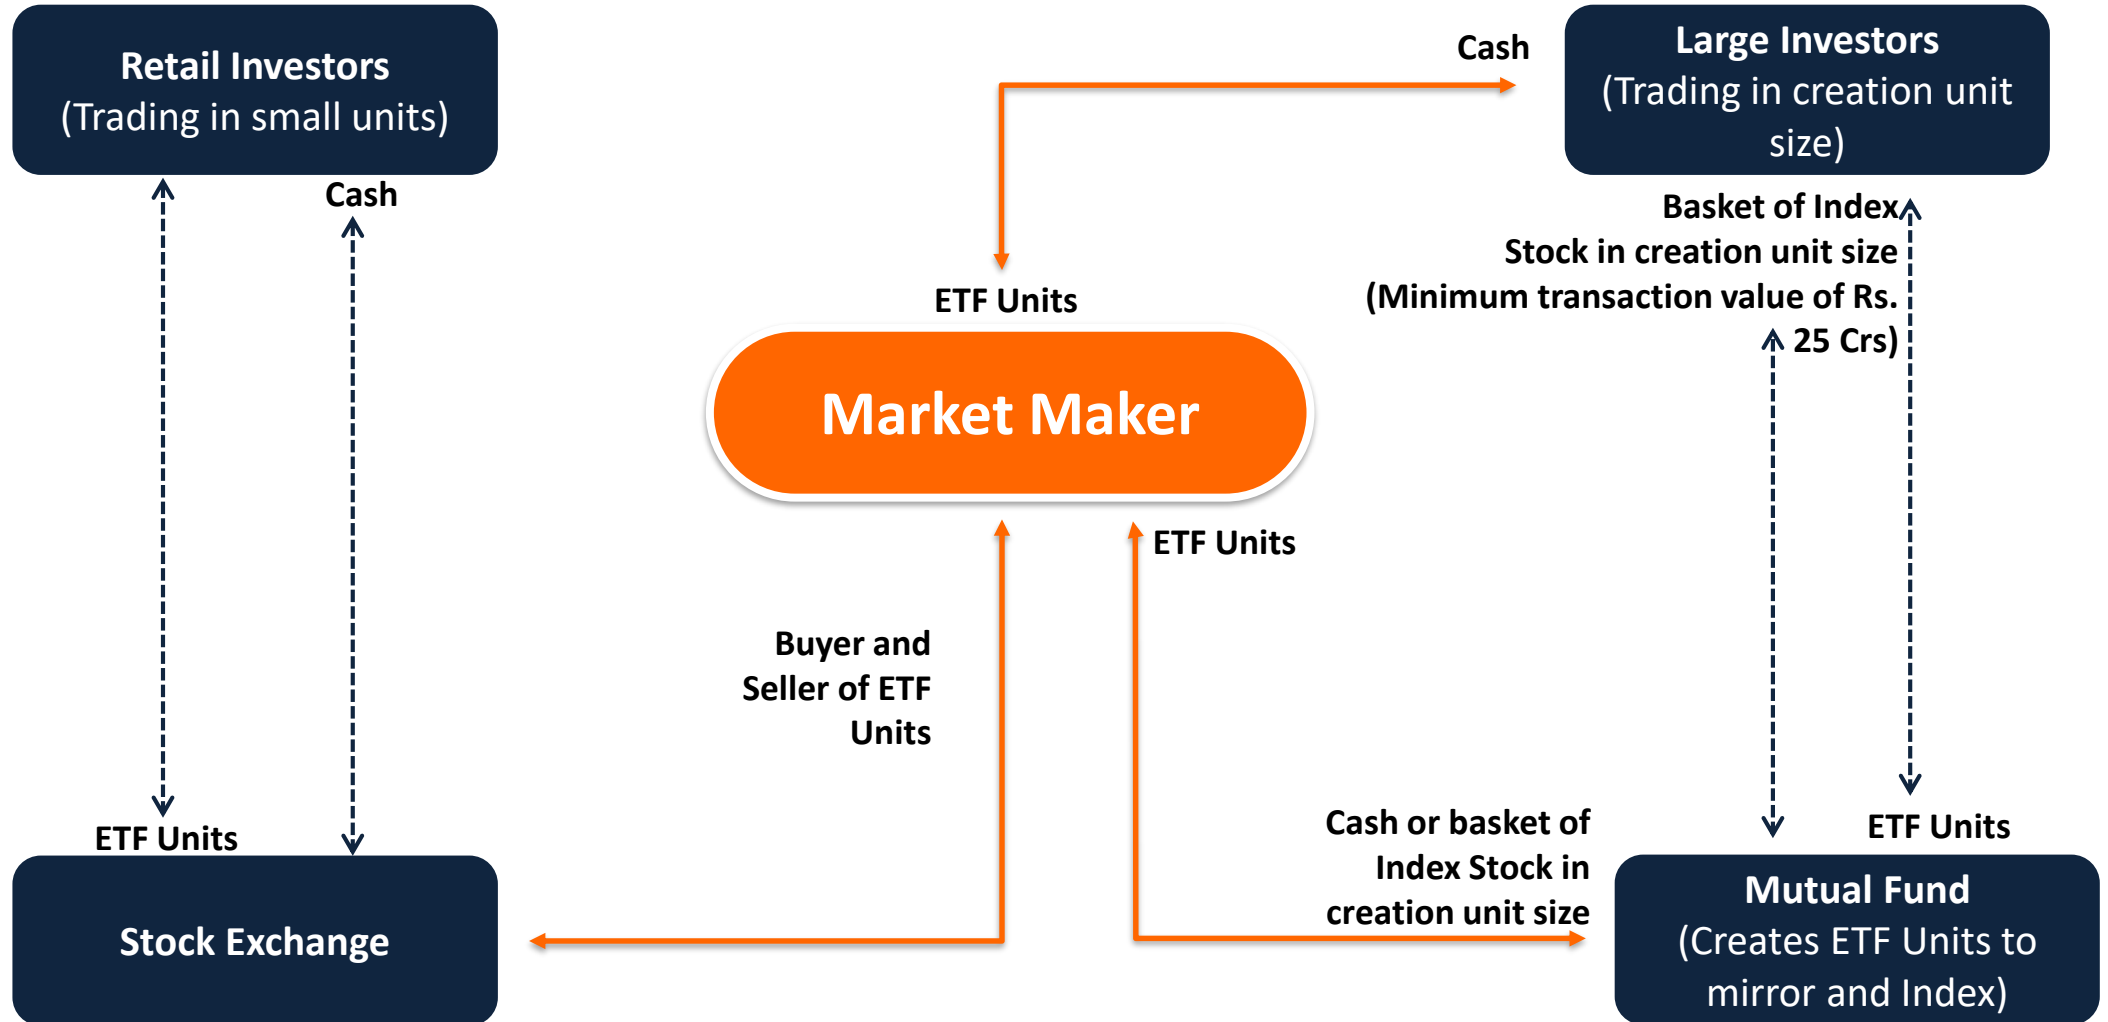 Retail Investors
(Trading in small units)
Cash
Large Investors
(Trading in creation unit
size)
Cash
Basket of Index
Stock in creation unit size
(Minimum transaction value of Rs.
25 Crs)
ETF Units
Market Maker
ETF Units
Buyer and
Seller of ETF
Units
Cash or basket of
Index Stock in
creation unit size
ETF Units
ETF Units
Stock Exchange
Mutual Fund
(Creates ETF Units to
mirror and Index)